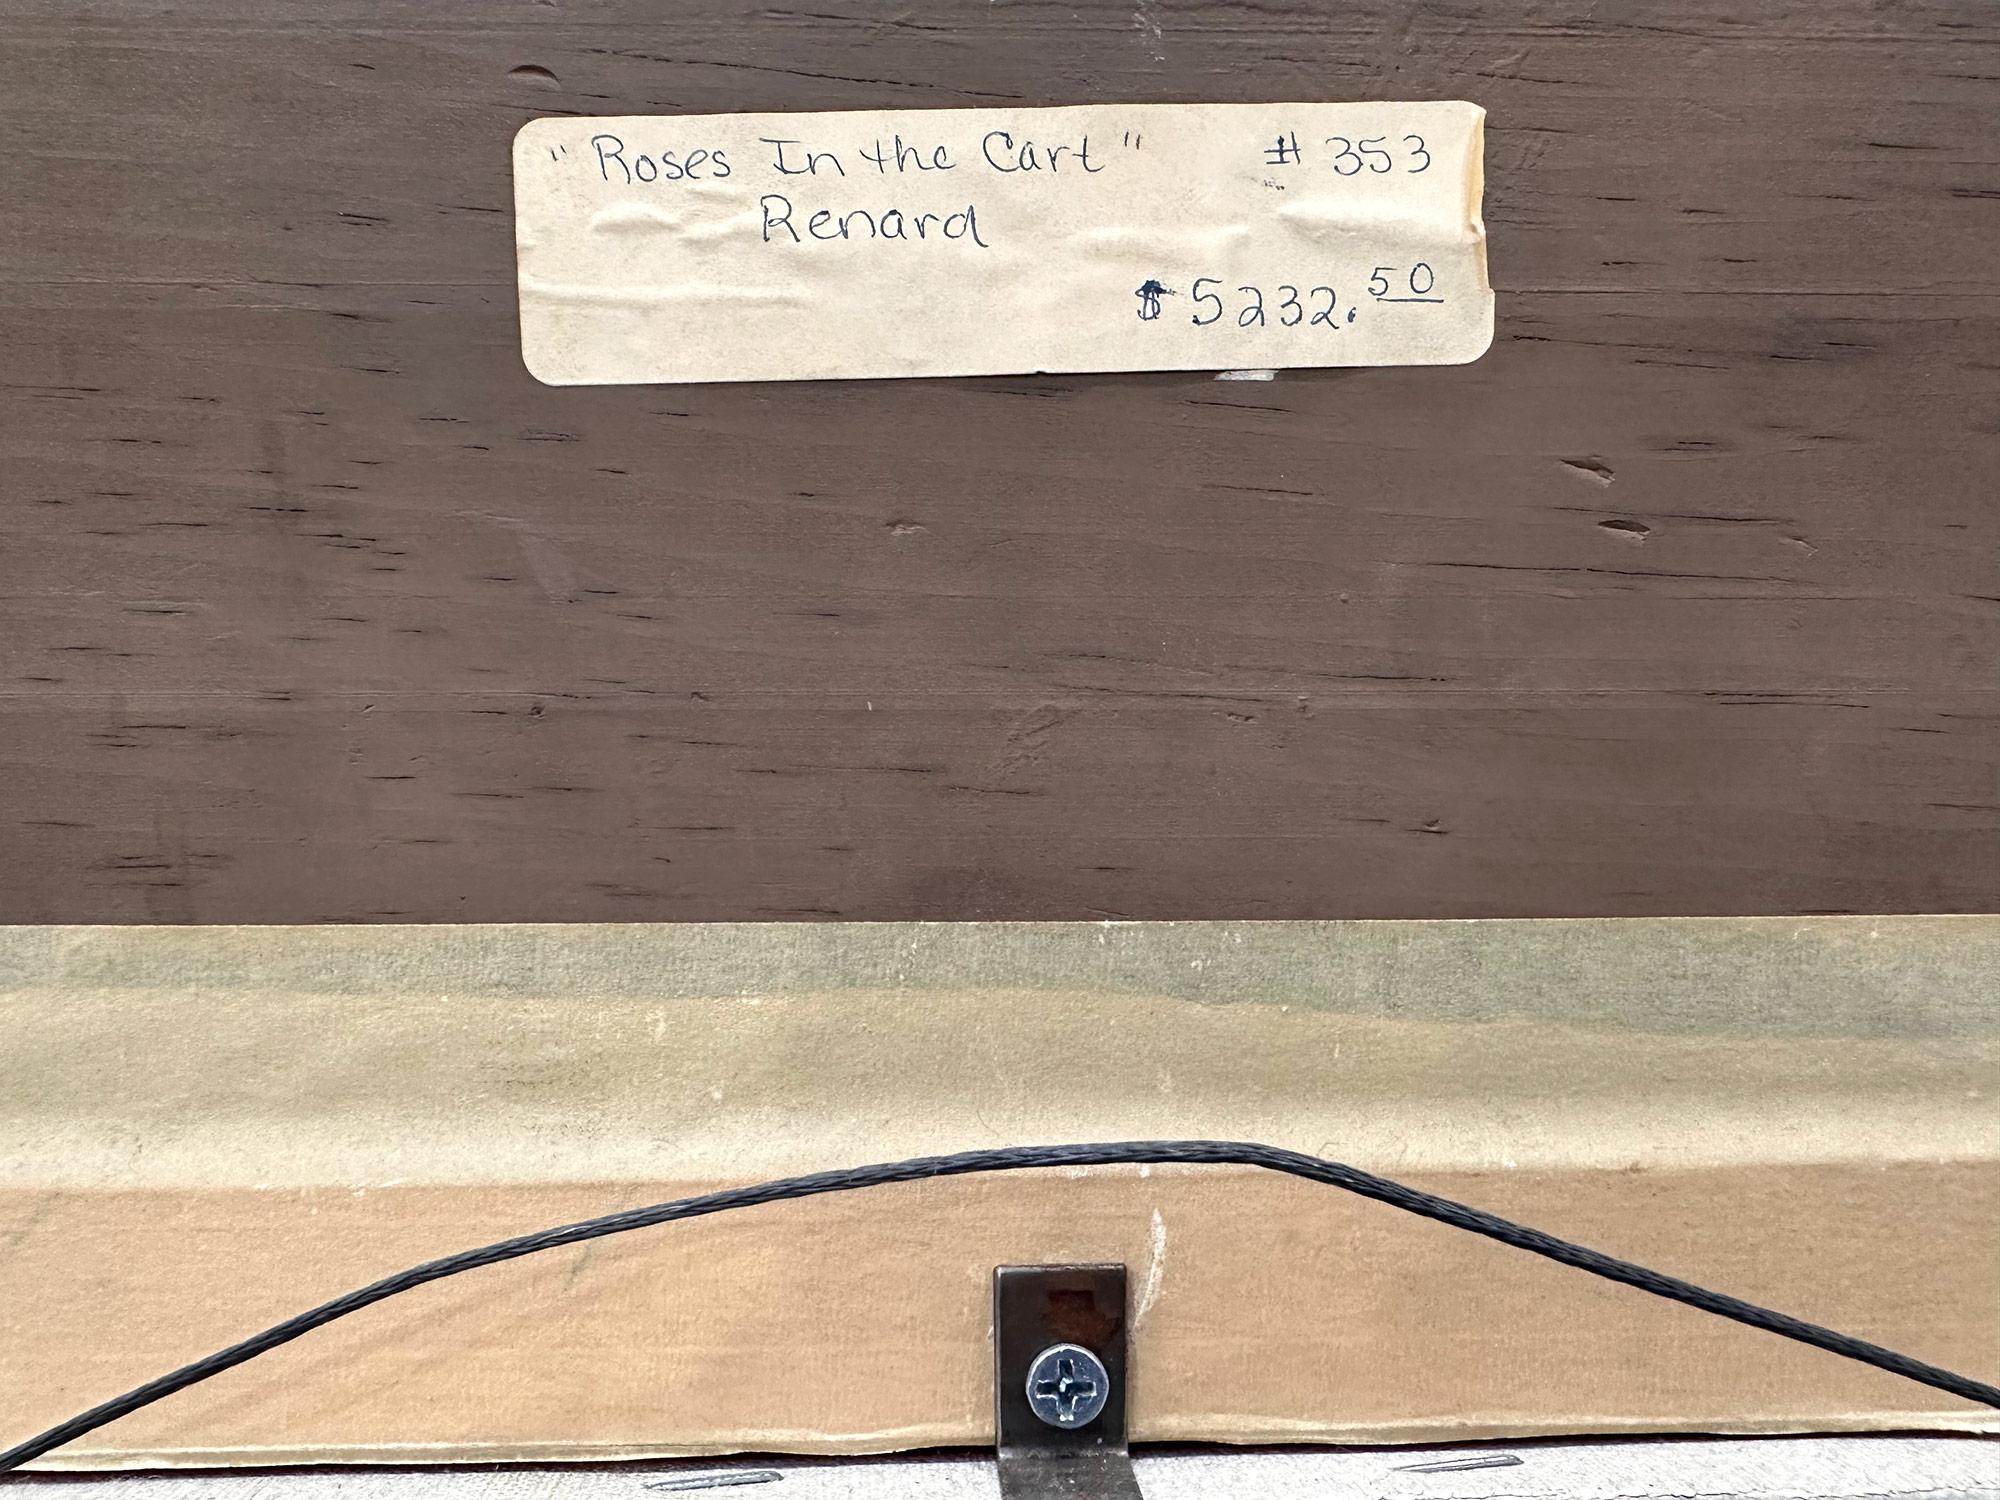 "Roses In the Cart" # 353
Renard
$5232.50